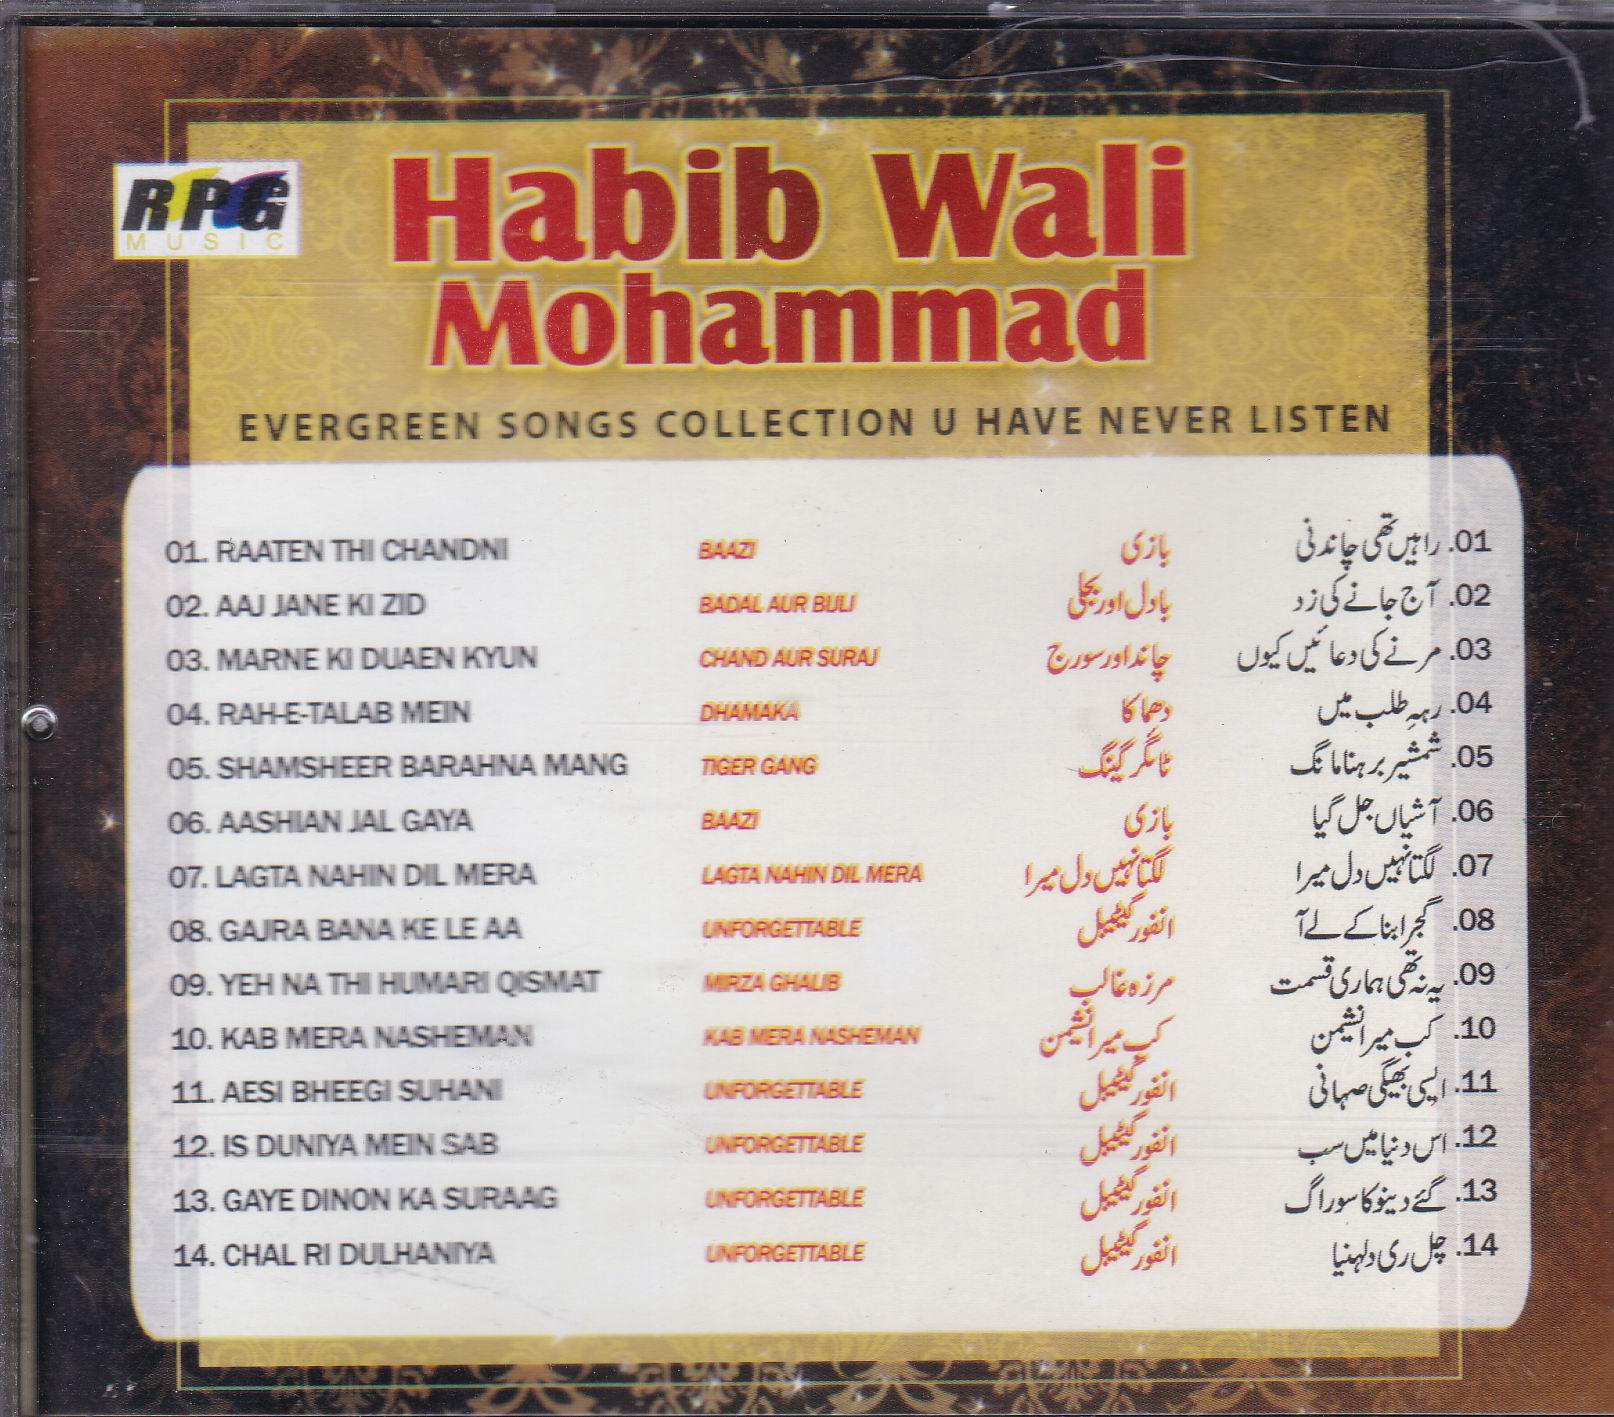 RPG
MUSIC
Habib Wali
Mohammad
EVERGREEN SONGS COLLECTION U HAVE NEVER LISTEN
01. RAATEN THI CHANDNI BAAZI بازی راہیں تھی چاندنی .01
02. AAJ JANE KI ZID BADAL AUR BIJLI بادل اور بجلی آج جانے کی زد .02
03. MARNE KI DUAEN KYUN CHAND AUR SURAJ چاند اور سورج مرنے کی دعائیں کیوں .03
04. RAH-E-TALAB MEIN DHAMAKA دھماکا رہہِ طلب میں .04
05. SHAMSHEER BARAHNA MANG TIGER GANG ٹائگر گینگ شمشیر برہنا مانگ .05
06. AASHIAN JAL GAYA BAAZI بازی آشیاں جل گیا .06
07. LAGTA NAHIN DIL MERA LAGTA NAHIN DIL MERA لگتا نہیں دل میرا لگتا نہیں دل میرا .07
08. GAJRA BANA KE LE AA UNFORGETTABLE انفورگیٹیبل گجرا بنا کے لے آ .08
09. YEH NA THI HUMARI QISMAT MIRZA GHALIB مرزہ غالب یہ نہ تھی ہماری قسمت .09
10. KAB MERA NASHEMAN KAB MERA NASHEMAN کب میرا نشیمن کب میرا نشیمن .10
11. AESI BHEEGI SUHANI UNFORGETTABLE انفورگیٹیبل ایسی بھیگی صہانی .11
12. IS DUNIYA MEIN SAB UNFORGETTABLE انفورگیٹیبل اس دنیا میں سب .12
13. GAYE DINON KA SURAAG UNFORGETTABLE انفورگیٹیبل گئے دینو کا سوراگ .13
14. CHAL RI DULHANIYA UNFORGETTABLE انفورگیٹیبل چل ری دلہنیا .14